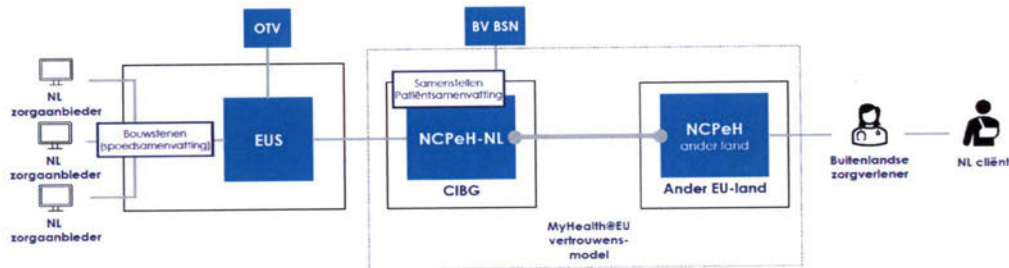 OTV
BV BSN
NL
zorgaanbieder
NL
zorgaanbieder
NL
zorgaanbieder
Bouwstenen
(spoedsamenvatting)
EUS
Samenstellen
Patiëntsamenvatting
NCPeH-NL
CIBG
NCPeH
ander land
Ander EU-land
MyHealth@EU
vertrouwens-
model
Buitenlandse
zorgverlener
NL cliënt